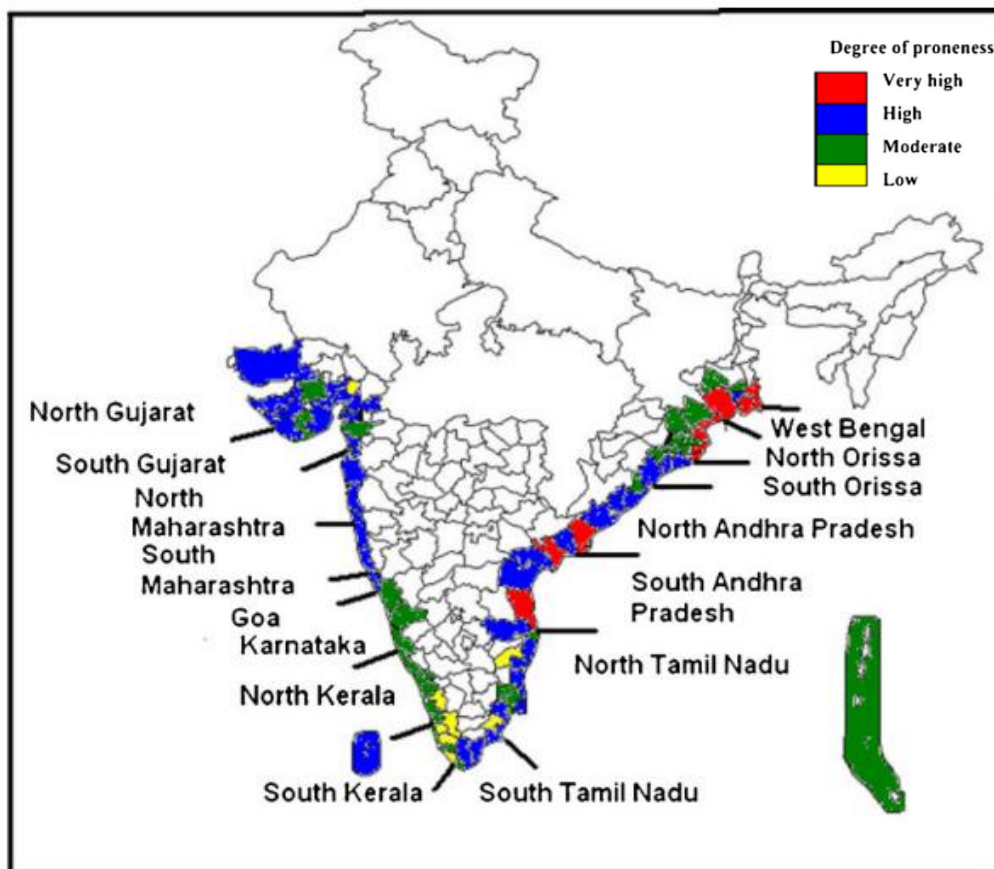 Degree of proneness
Very high
High
Moderate
Low
North Gujarat
South Gujarat
North
Maharashtra
South
Maharashtra
Goa
Karnataka
North Kerala
South Kerala
South Tamil Nadu
North Tamil Nadu
South Andhra
Pradesh
North Andhra Pradesh
South Orissa
North Orissa
West Bengal